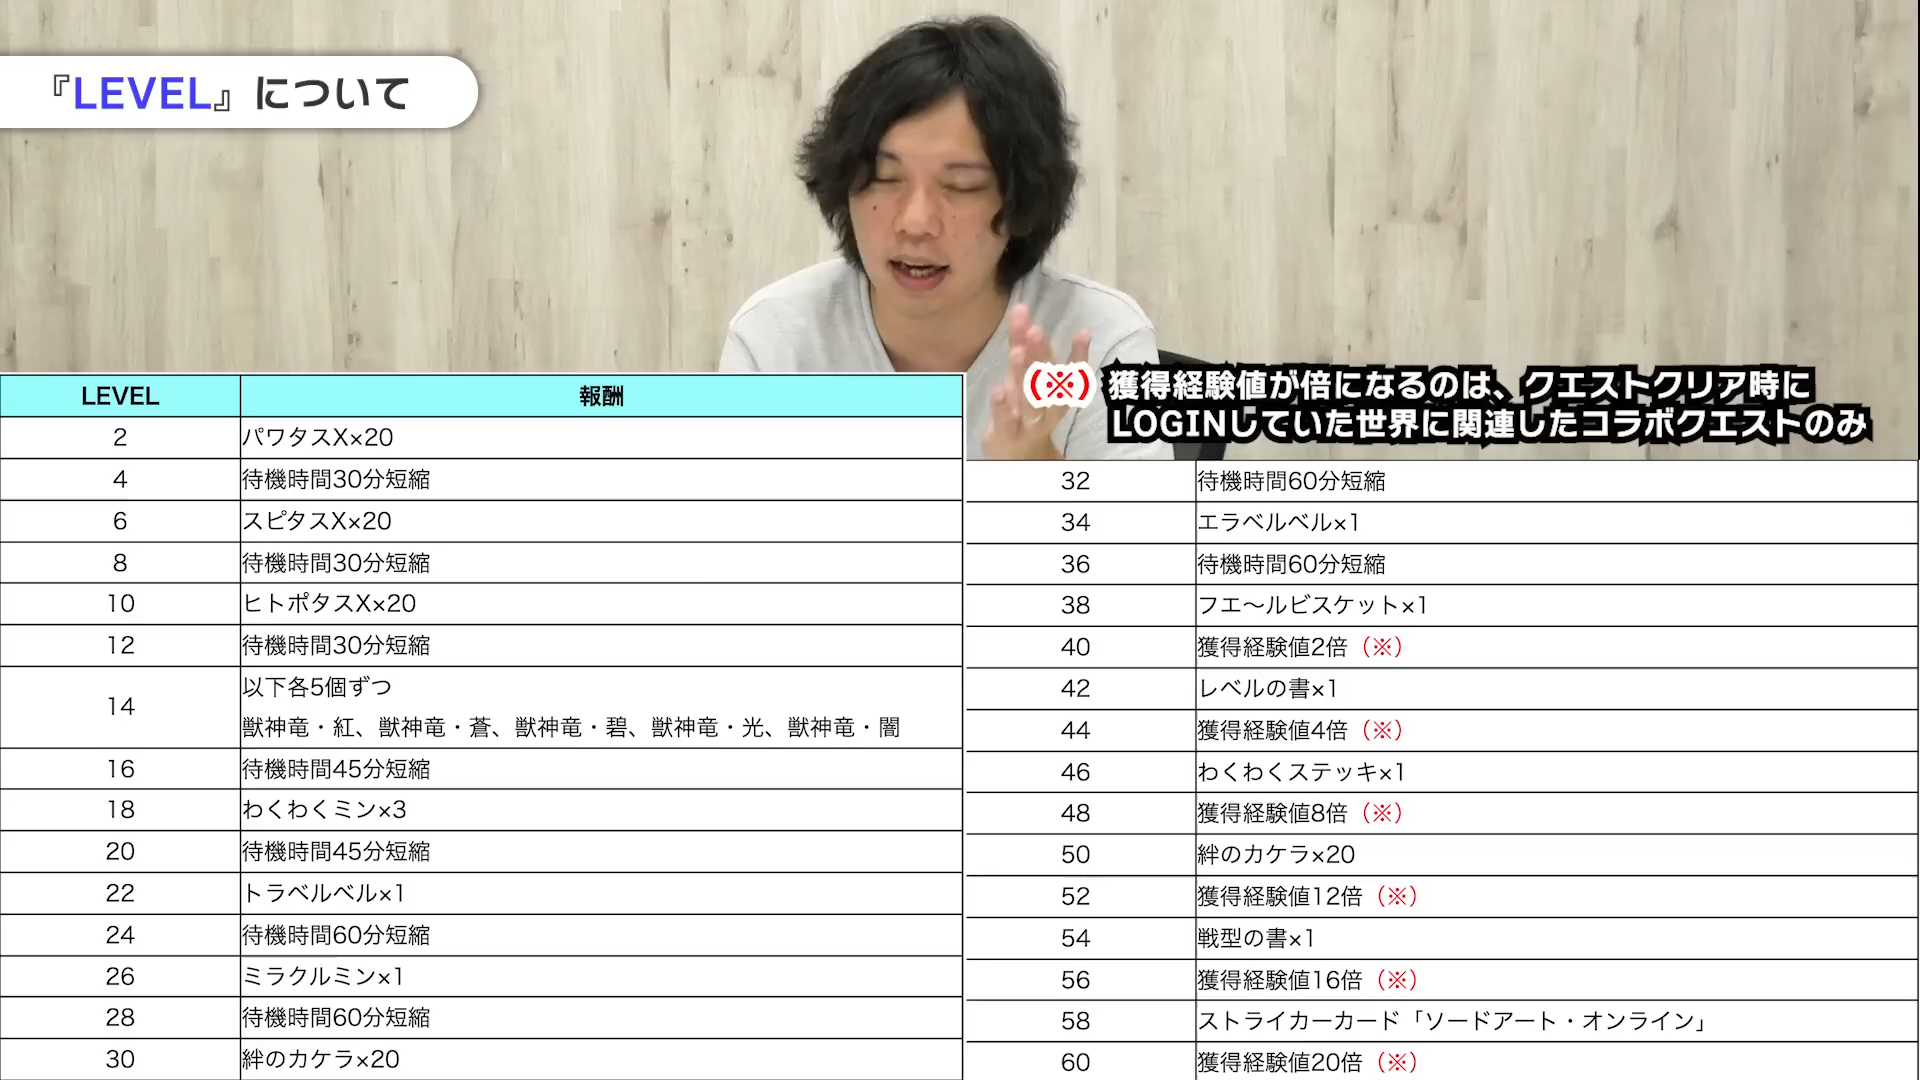 『LEVEL』について
(※) 獲得経験値が倍になるのは、クエストクリア時に
LOGINしていた世界に関連したコラボクエストのみ
LEVEL 報酬
2 パワタスX×20
4 待機時間30分短縮
6 スピタスX×20
8 待機時間30分短縮
10 ヒトポタスX×20
12 待機時間30分短縮
14 以下各5個ずつ
獣神竜・紅、獣神竜・蒼、獣神竜・碧、獣神竜・光、獣神竜・闇
16 待機時間45分短縮
18 わくわくミン×3
20 待機時間45分短縮
22 トラベルベル×1
24 待機時間60分短縮
26 ミラクルミン×1
28 待機時間60分短縮
30 絆のカケラ×20
32 待機時間60分短縮
34 エラベルベル×1
36 待機時間60分短縮
38 フエ〜ルビスケット×1
40 獲得経験値2倍（※）
42 レベルの書×1
44 獲得経験値4倍（※）
46 わくわくステッキ×1
48 獲得経験値8倍（※）
50 絆のカケラ×20
52 獲得経験値12倍（※）
54 戦型の書×1
56 獲得経験値16倍（※）
58 ストライカーカード「ソードアート・オンライン」
60 獲得経験値20倍（※）